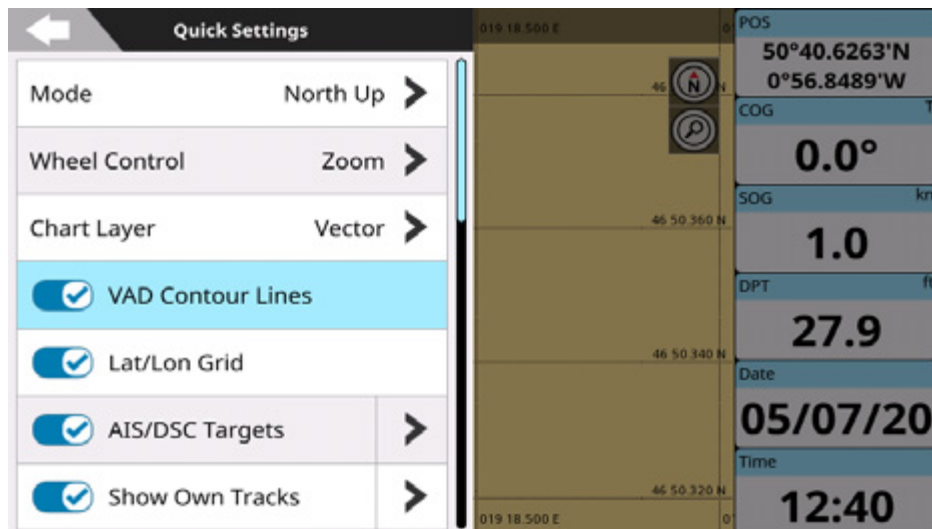 Quick Settings
Mode North Up
Wheel Control Zoom
Chart Layer Vector
VAD Contour Lines
Lat/Lon Grid
AIS/DSC Targets
Show Own Tracks
019 18.500 E
N
46 50.360 N
46 50.340 N
46 50.320 N
019 18.500 E
POS
50°40.6263'N
0°56.8489'W
COG T
0.0°
SOG
1.0
DPT
27.9
Date
05/07/20
Time
12:40